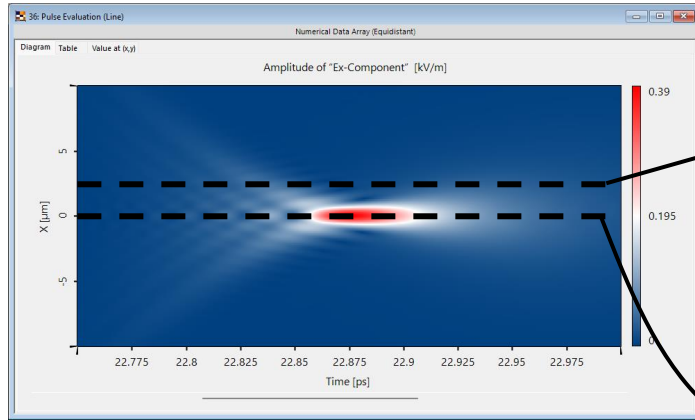 36: Pulse Evaluation (Line)
Numerical Data Array (Equidistant)
Diagram Table Value at (x,y)
Amplitude of "Ex-Component" [kV/m]
0.39
0.195
0
X [µm]
5
0
-5
22.775 22.8 22.825 22.85 22.875 22.9 22.925 22.95 22.975
Time [ps]